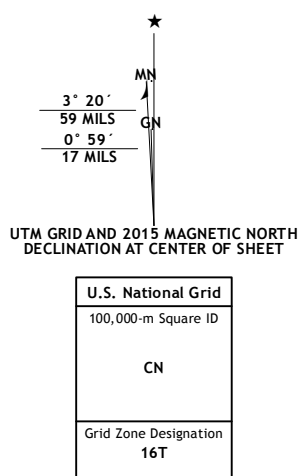 ★
MN
3° 20´
59 MILS
GN
0° 59´
17 MILS
UTM GRID AND 2015 MAGNETIC NORTH
DECLINATION AT CENTER OF SHEET
U.S. National Grid
100,000-m Square ID
CN
Grid Zone Designation
16T